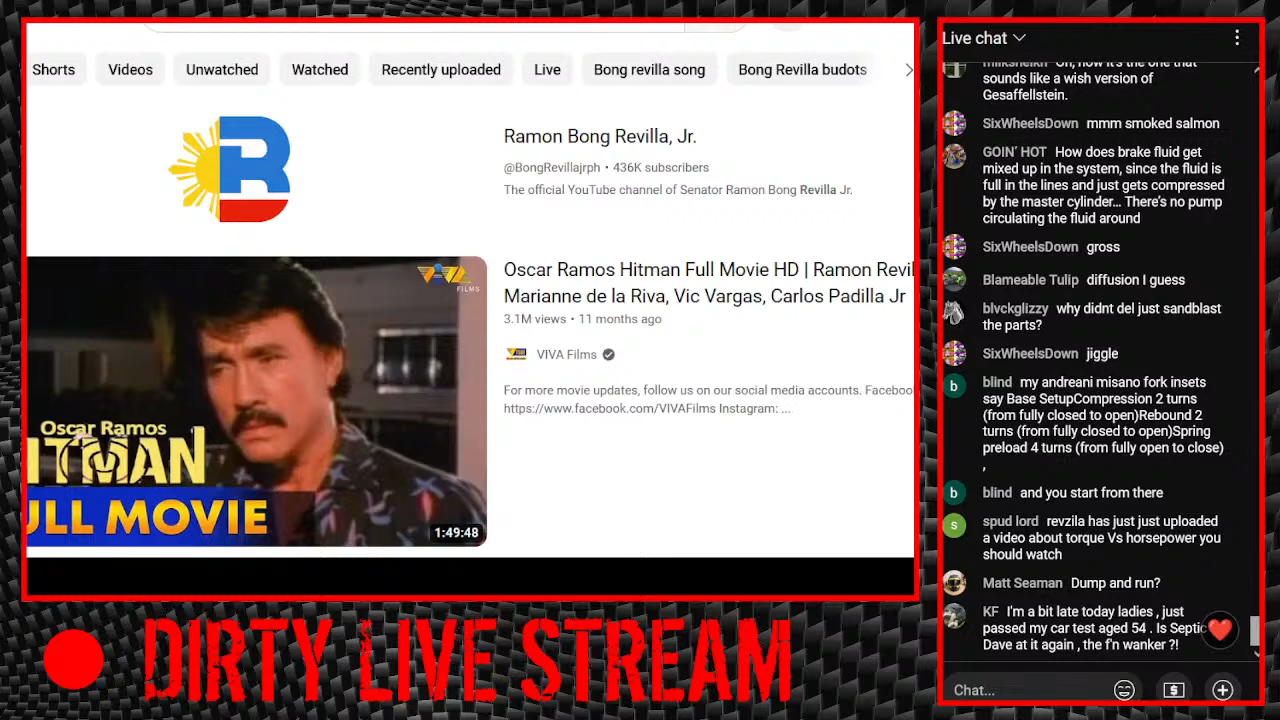 Shorts
Videos
Unwatched
Watched
Recently uploaded
Live
Bong revilla song
Bong Revilla budots
B
Ramon Bong Revilla, Jr.
@BongRevillajrph • 436K subscribers
The official YouTube channel of Senator Ramon Bong Revilla Jr.
VIVA
FILMS
Oscar Ramos
ITMAN
ULL MOVIE
1:49:48
Oscar Ramos Hitman Full Movie HD | Ramon Revil
Marianne de la Riva, Vic Vargas, Carlos Padilla Jr
3.1M views • 11 months ago
VIVA Films
For more movie updates, follow us on our social media accounts. Faceboo
https://www.facebook.com/VIVAFilms Instagram: ...
DIRTY LIVE STREAM
Live chat
sounds like a wish version of
Gesaffellstein.
SixWheelsDown mmm smoked salmon
GOIN' HOT How does brake fluid get
mixed up in the system, since the fluid is
full in the lines and just gets compressed
by the master cylinder... There's no pump
circulating the fluid around
SixWheelsDown gross
Blameable Tulip diffusion I guess
blvckglizzy why didnt del just sandblast
the parts?
SixWheelsDown jiggle
b
blind my andreani misano fork insets
say Base SetupCompression 2 turns
(from fully closed to open)Rebound 2
turns (from fully closed to open)Spring
preload 4 turns (from fully open to close)
,
b
blind and you start from there
s
spud lord revzila has just just uploaded
a video about torque Vs horsepower you
should watch
Matt Seaman Dump and run?
KF I'm a bit late today ladies , just
passed my car test aged 54 . Is Septic
Dave at it again , the f'n wanker ?!
Chat...
$